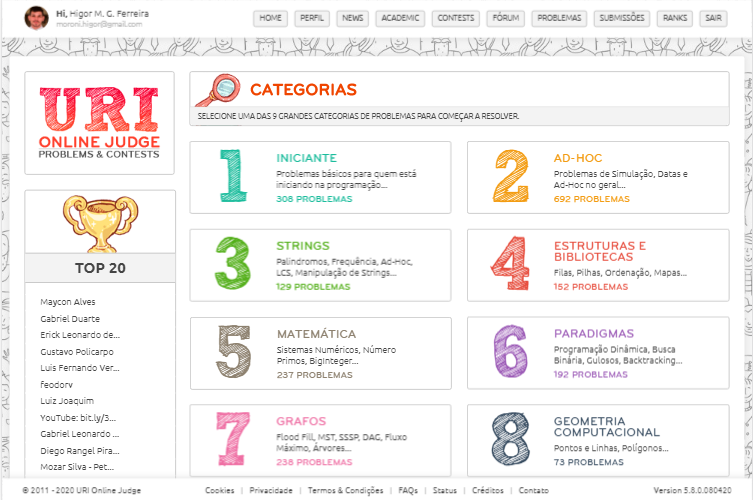 Hi, Higor M. G. Ferreira
moroni.higor@gmail.com
HOME
PERFIL
NEWS
ACADEMIC
CONTESTS
FÓRUM
PROBLEMAS
SUBMISSÕES
RANKS
SAIR
URI
ONLINE JUDGE
PROBLEMS & CONTESTS
TOP 20
Maycon Alves
Gabriel Duarte
Erick Leonardo de...
Gustavo Policarpo
Luis Fernando Ver...
feodorv
Luiz Joaquim
YouTube: bit.ly/3...
Gabriel Leonardo ...
Diego Rangel Pira...
Mozar Silva - Pet...
CATEGORIAS
SELECIONE UMA DAS 9 GRANDES CATEGORIAS DE PROBLEMAS PARA COMEÇAR A RESOLVER.
1
INICIANTE
Problemas básicos para quem está
iniciando na programação...
308 PROBLEMAS
2
AD-HOC
Problemas de Simulação, Datas e
Ad-Hoc no geral...
692 PROBLEMAS
3
STRINGS
Palindromos, Frequência, Ad-Hoc,
LCS, Manipulação de Strings...
129 PROBLEMAS
4
ESTRUTURAS E
BIBLIOTECAS
Filas, Pilhas, Ordenação, Mapas...
152 PROBLEMAS
5
MATEMÁTICA
Sistemas Numéricos, Número
Primos, BigInteger...
237 PROBLEMAS
6
PARADIGMAS
Programação Dinâmica, Busca
Binária, Gulosos, Backtracking...
192 PROBLEMAS
7
GRAFOS
Flood Fill, MST, SSSP, DAG, Fluxo
Máximo, Árvores...
238 PROBLEMAS
8
GEOMETRIA
COMPUTACIONAL
Pontos e Linhas, Polígonos...
73 PROBLEMAS
© 2011 - 2020 URI Online Judge
Cookies | Privacidade | Termos & Condições | FAQs | Status | Créditos | Contato
Version 5.8.0.080420